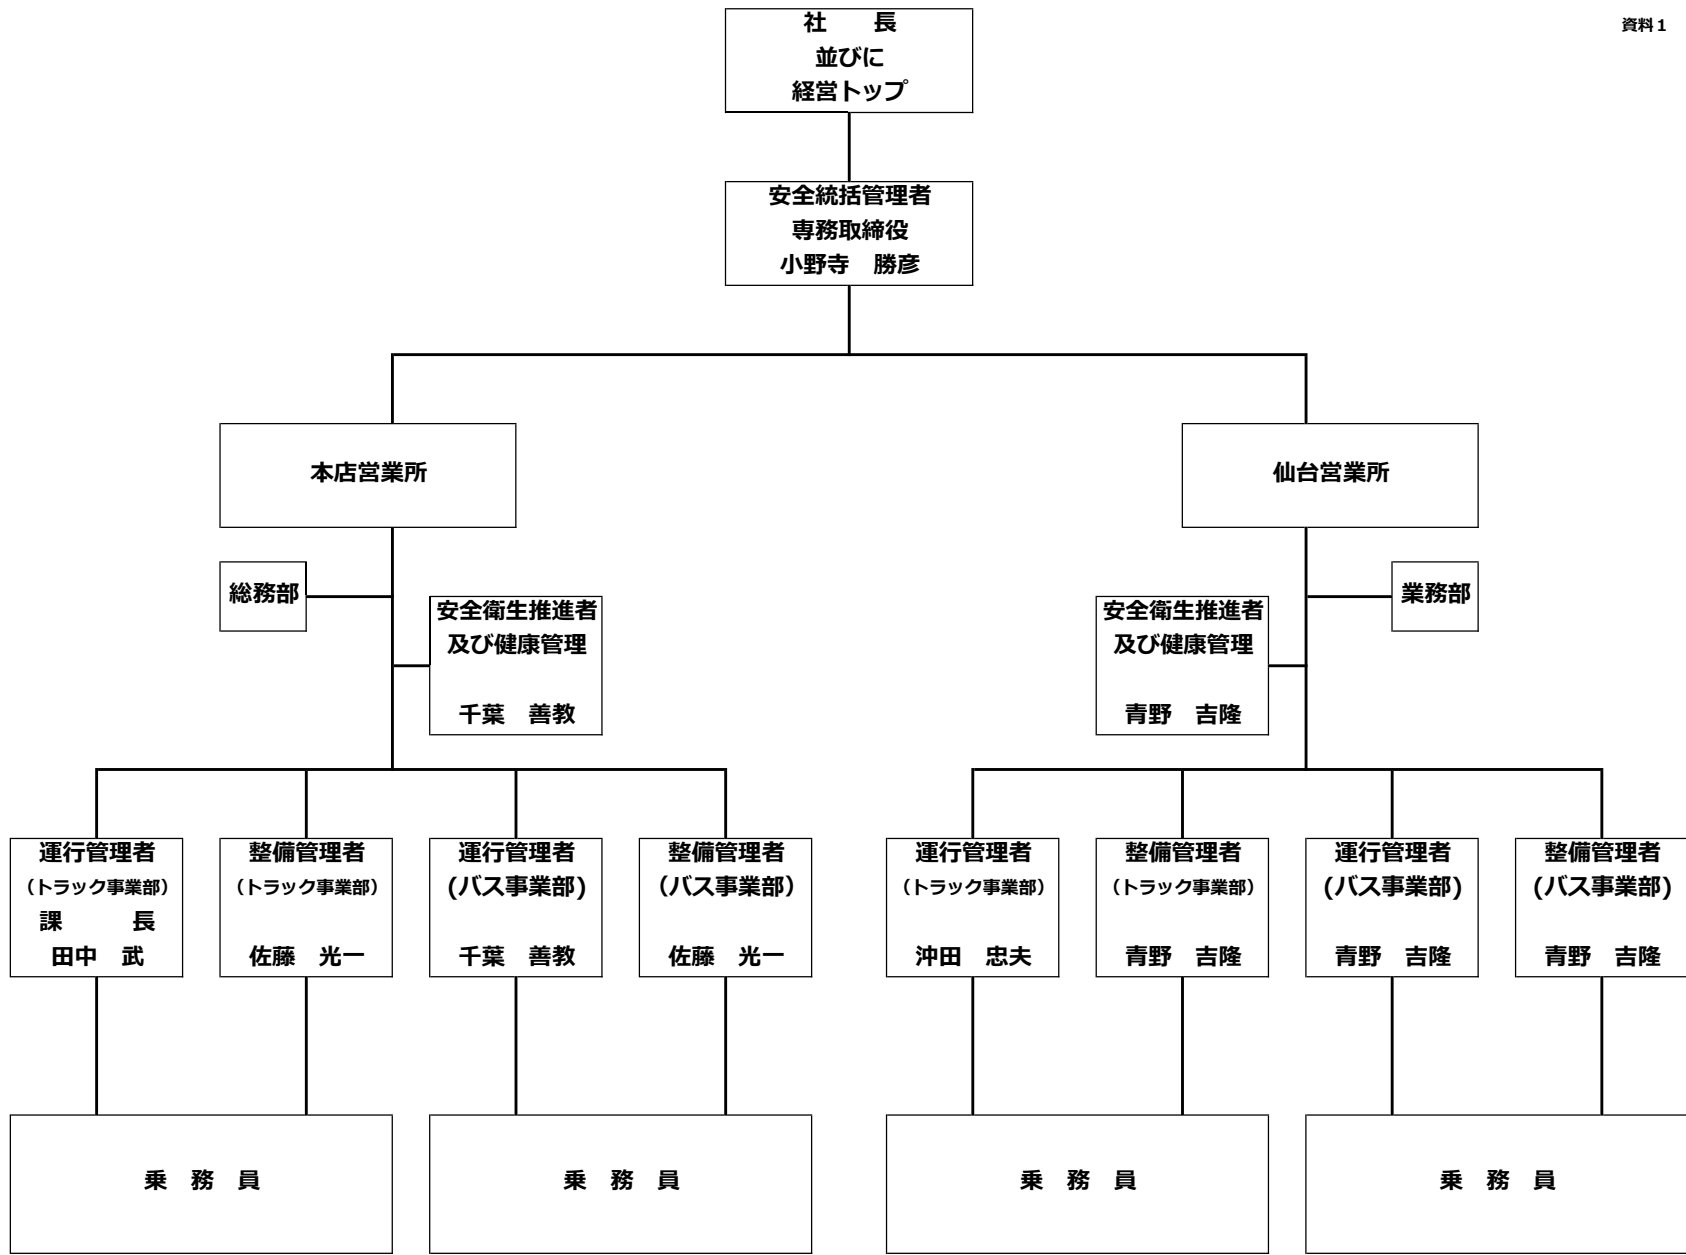 資料１
社　　長
並びに
経営トップ
安全統括管理者
専務取締役
小野寺　勝彦
本店営業所
仙台営業所
総務部
安全衛生推進者
及び健康管理
千葉　善教
安全衛生推進者
及び健康管理
青野　吉隆
業務部
運行管理者
（トラック事業部）
課　　　長
田中　武
整備管理者
（トラック事業部）
佐藤　光一
運行管理者
(バス事業部)
千葉　善教
整備管理者
（バス事業部）
佐藤　光一
運行管理者
（トラック事業部）
沖田　忠夫
整備管理者
（トラック事業部）
青野　吉隆
運行管理者
(バス事業部)
青野　吉隆
整備管理者
(バス事業部)
青野　吉隆
乗　務　員
乗　務　員
乗　務　員
乗　務　員